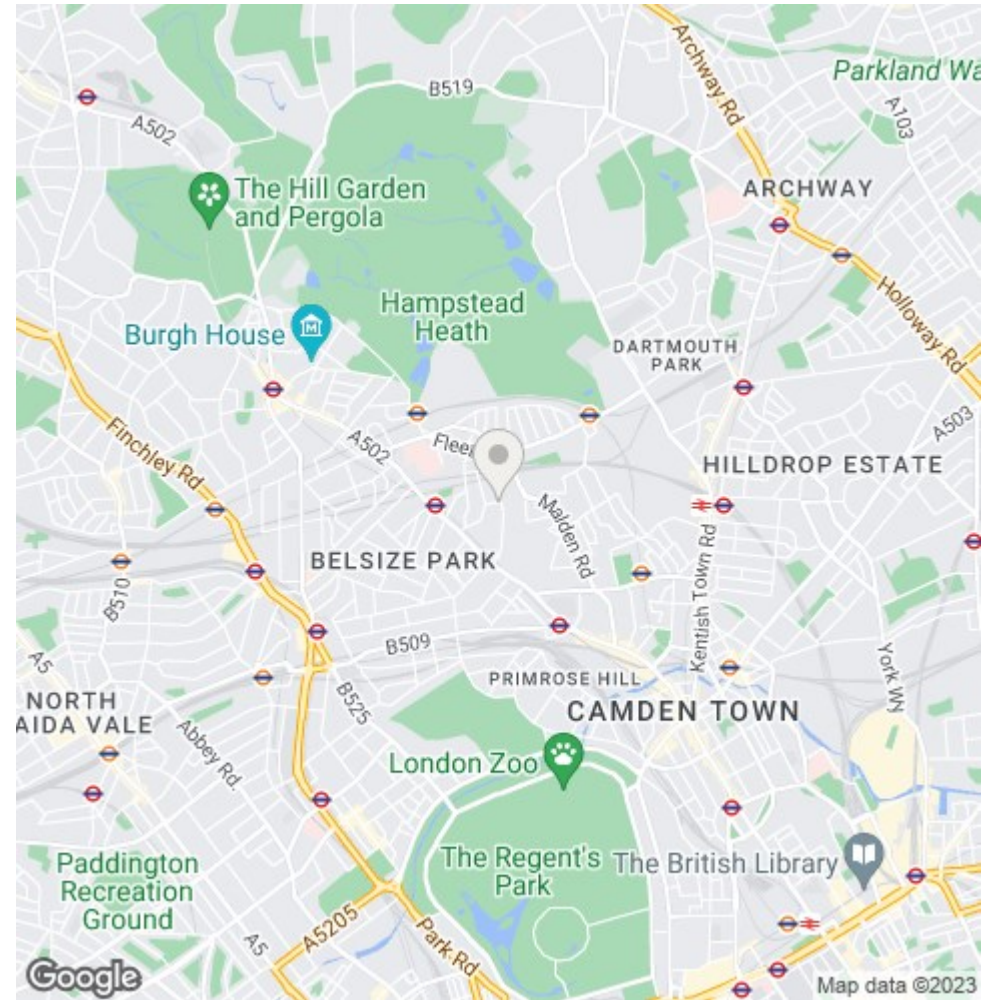 Archway Rd
Parkland Wa
B519
A502
A103
The Hill Garden
and Pergola
ARCHWAY
Hampstead
Heath
Holloway Rd
Burgh House
DARTMOUTH
PARK
Finchley Rd
A502
Flee
A503
HILLDROP ESTATE
Malden Rd
BELSIZE PARK
B510
Kentish Town Rd
B509
A5
PRIMROSE HILL
York WN
NORTH
AIDA VALE
B525
CAMDEN TOWN
Abbey Rd.
London Zoo
The Regent's
Park
The British Library
Paddington
Recreation
Ground
A5205
A5
Park Rd
Google
Map data ©2023